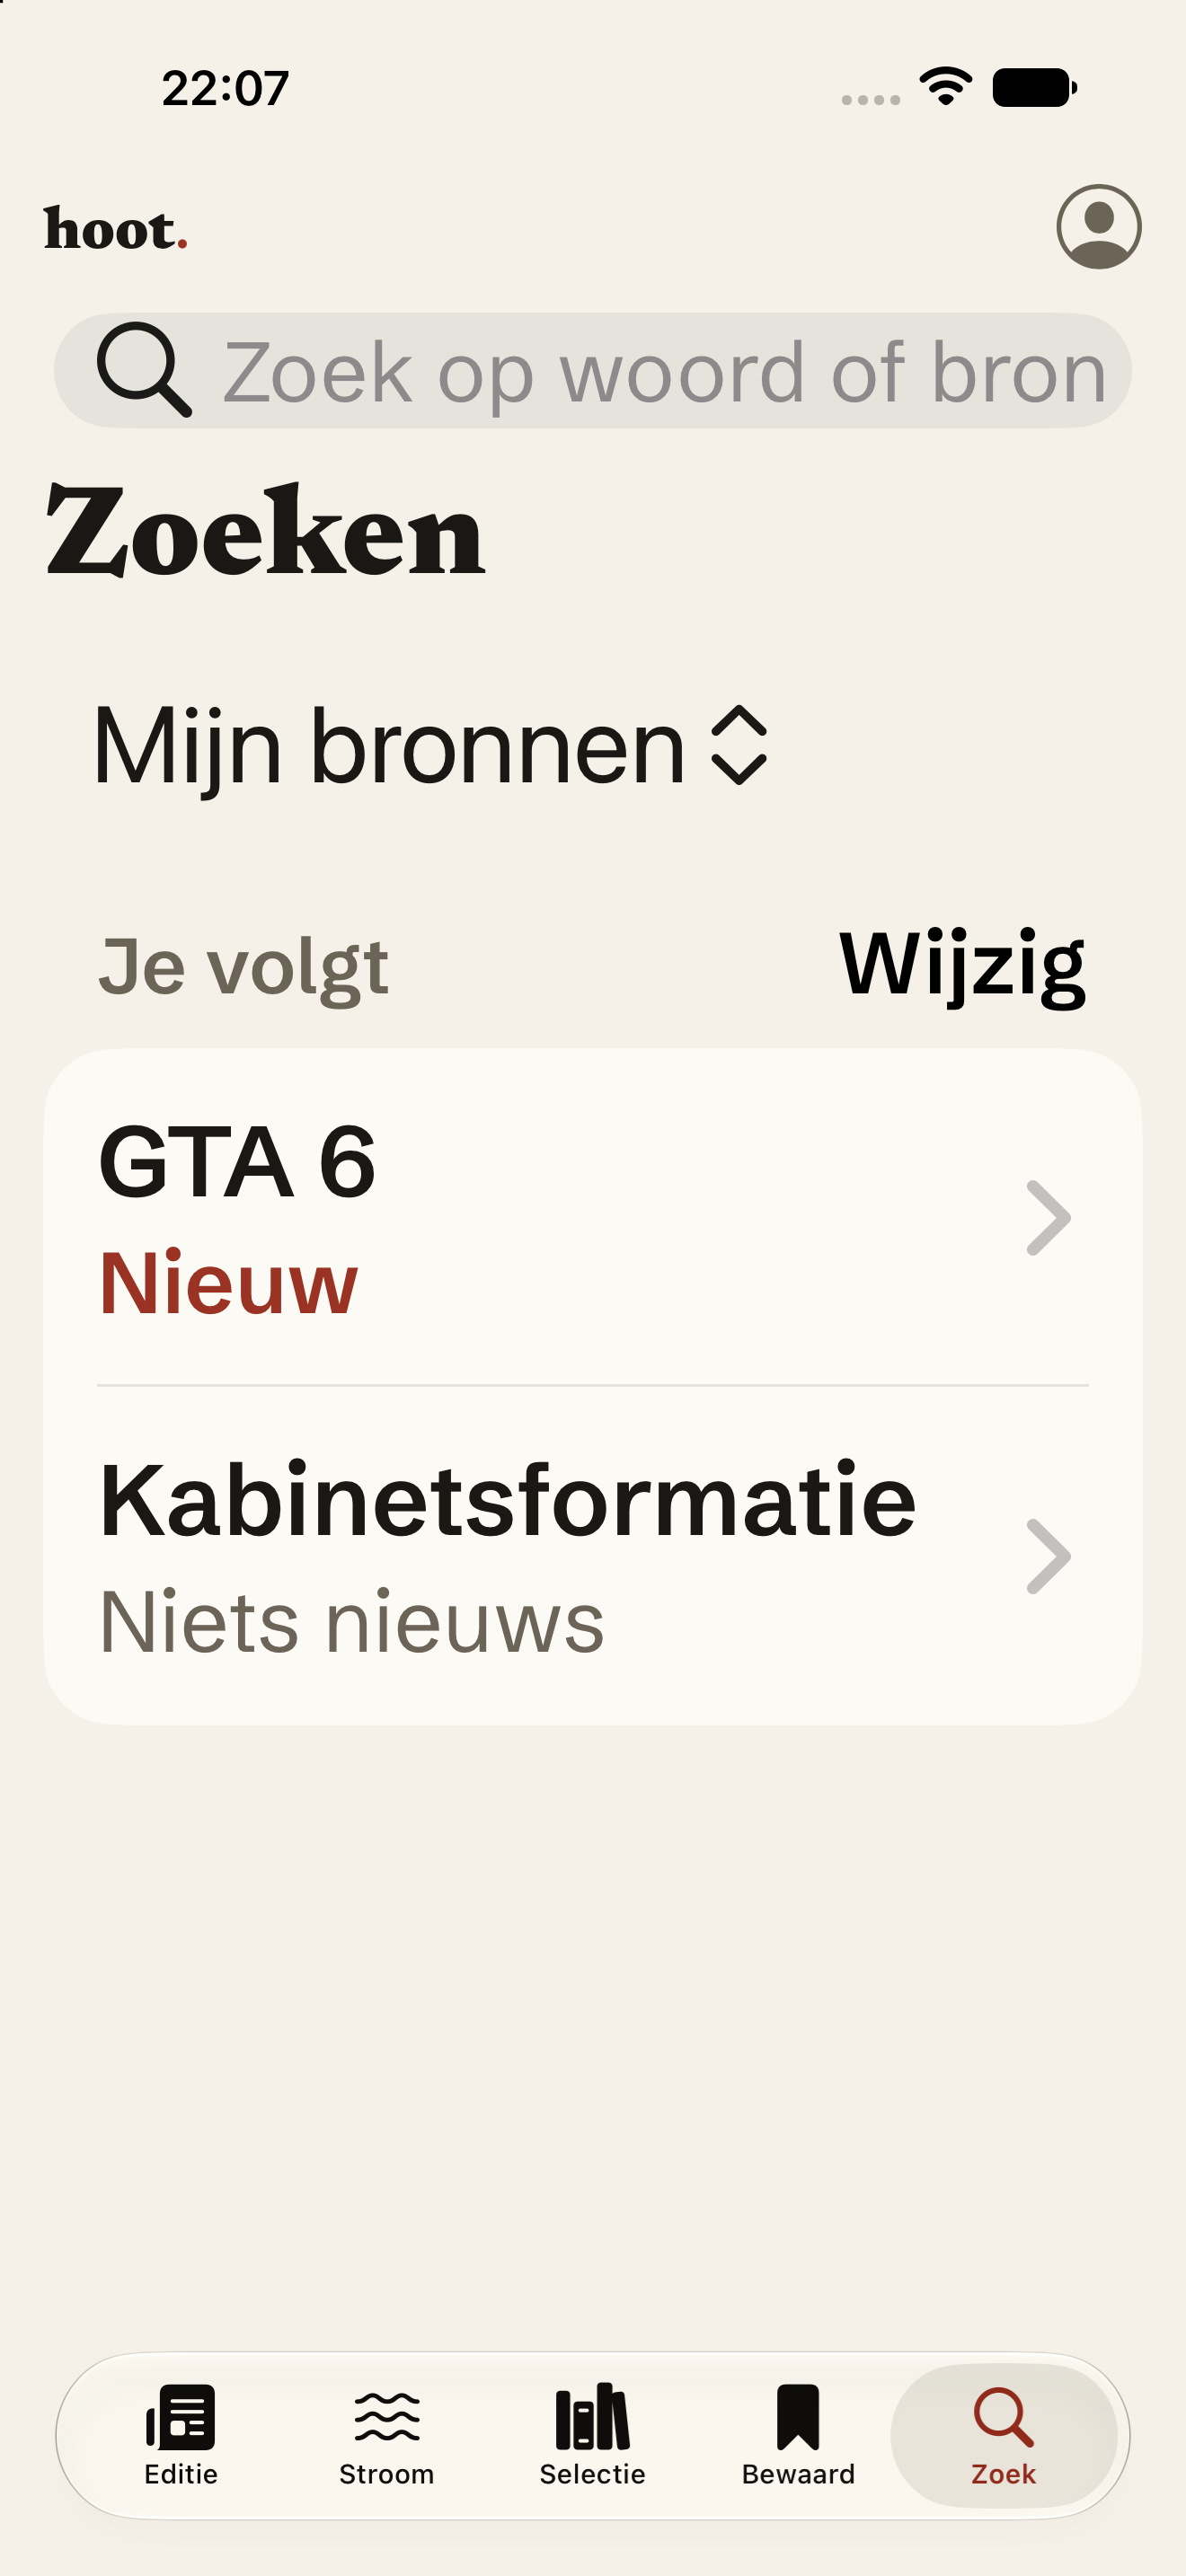 22:07
hoot.
Zoek op woord of bron
Zoeken
Mijn bronnen
Je volgt
Wijzig
GTA 6
Nieuw
Kabinetsformatie
Niets nieuws
Editie
Stroom
Selectie
Bewaard
Zoek